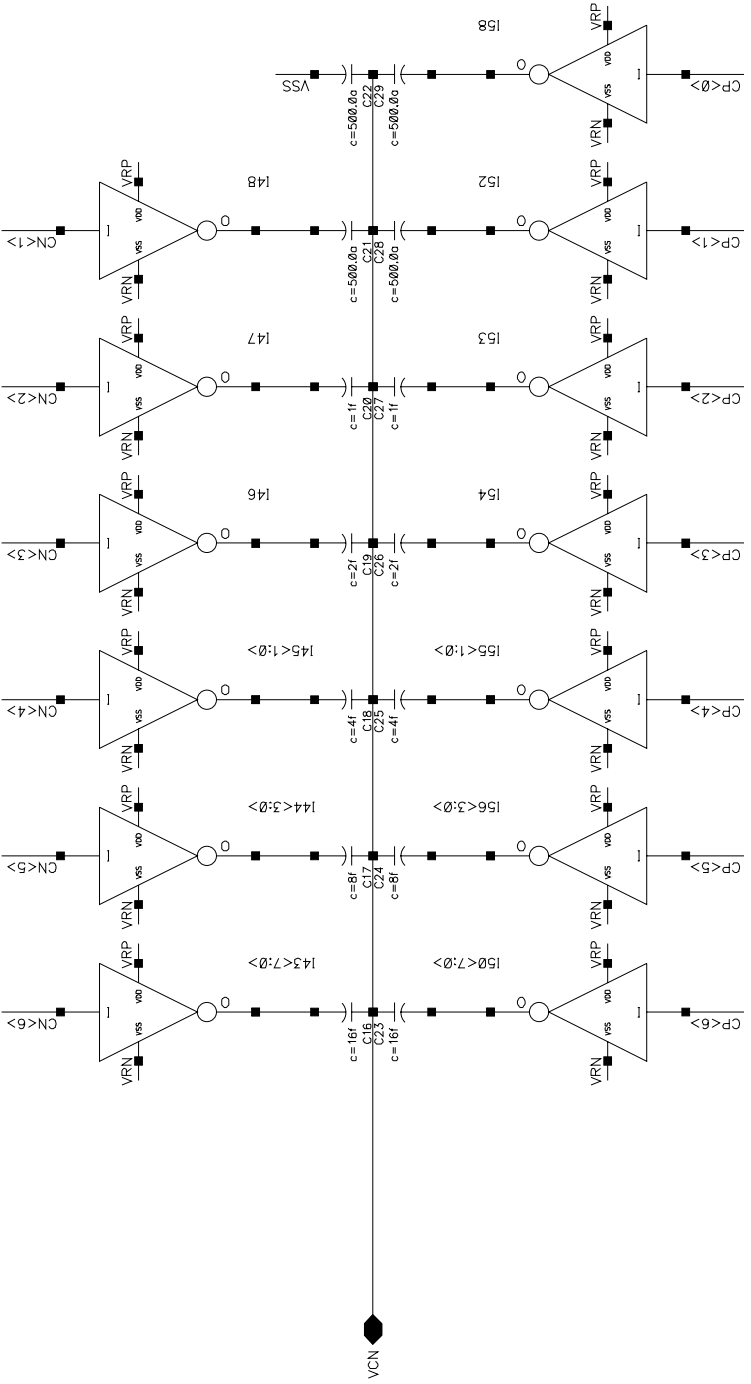 I58
VRP
VDD
VSS
VRN
O
I
CP<0>
VSS
C22
C29
c=500.0a
c=500.0a
CN<1>
I
VRP
VDD
VSS
VRN
O
I48
C21
C28
c=500.0a
c=500.0a
I52
O
VRP
VDD
VSS
VRN
I
CP<1>
CN<2>
I
VRP
VDD
VSS
VRN
O
I47
C20
C27
c=1f
c=1f
I53
O
VRP
VDD
VSS
VRN
I
CP<2>
CN<3>
I
VRP
VDD
VSS
VRN
O
I46
C19
C26
c=2f
c=2f
I54
O
VRP
VDD
VSS
VRN
I
CP<3>
CN<4>
I
VRP
VDD
VSS
VRN
O
I45<1:0>
C18
C25
c=4f
c=4f
I55<1:0>
O
VRP
VDD
VSS
VRN
I
CP<4>
CN<5>
I
VRP
VDD
VSS
VRN
O
I44<3:0>
C17
C24
c=8f
c=8f
I56<3:0>
O
VRP
VDD
VSS
VRN
I
CP<5>
CN<6>
I
VRP
VDD
VSS
VRN
O
I43<7:0>
C16
C23
c=16f
c=16f
I50<7:0>
O
VRP
VDD
VSS
VRN
I
CP<6>
VCN